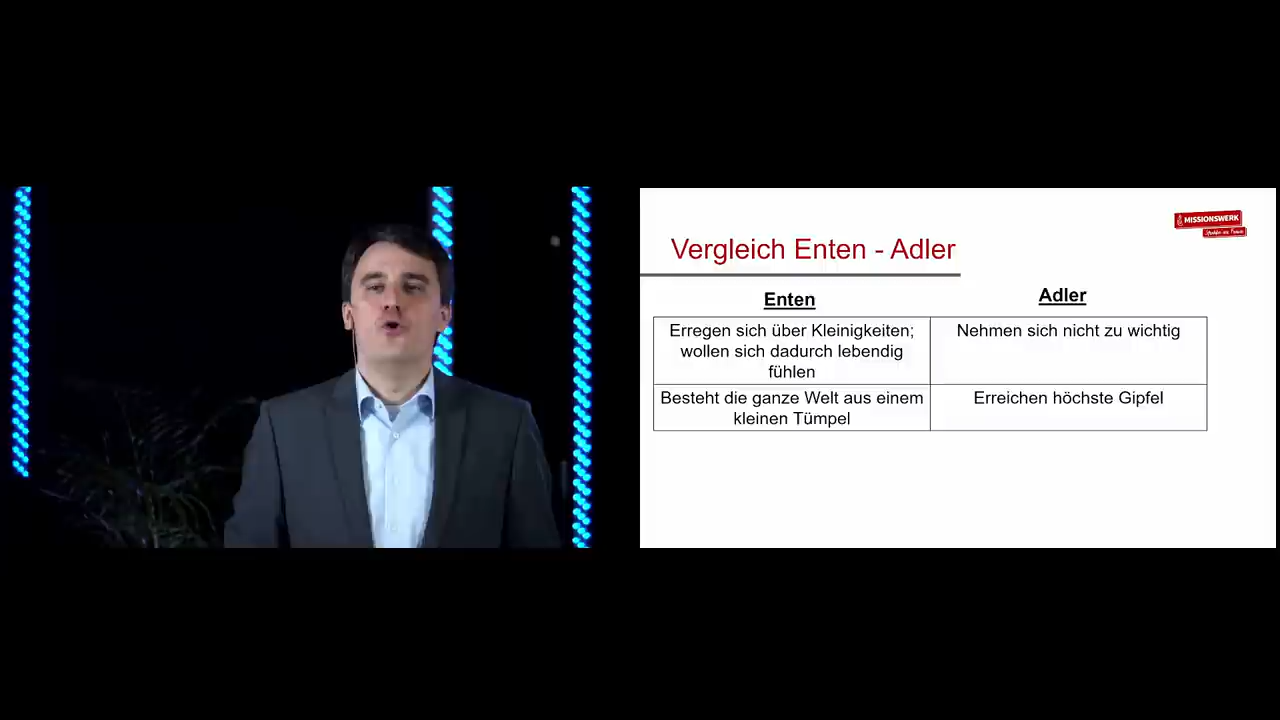 MISSIONSWERK
Vergleich Enten - Adler
Enten
Adler
Erregen sich über Kleinigkeiten;
wollen sich dadurch lebendig
fühlen
Nehmen sich nicht zu wichtig
Besteht die ganze Welt aus einem
kleinen Tümpel
Erreichen höchste Gipfel